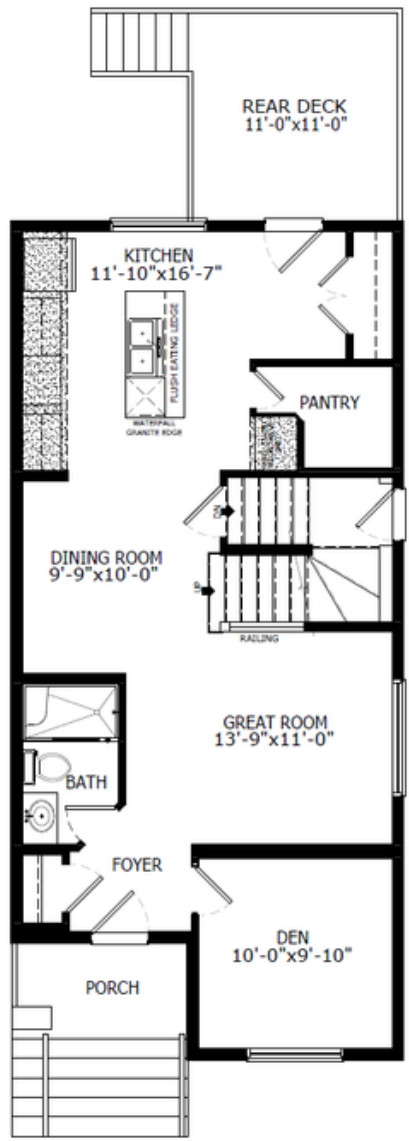 REAR DECK
11'-0"x11'-0"
KITCHEN
11'-10"x16'-7"
FLUSH EATING LEDGE
WATERFALL
GRANITE EDGE
PANTRY
DN
DINING ROOM
9'-9"x10'-0"
UP
RAILING
GREAT ROOM
13'-9"x11'-0"
BATH
FOYER
DEN
10'-0"x9'-10"
PORCH